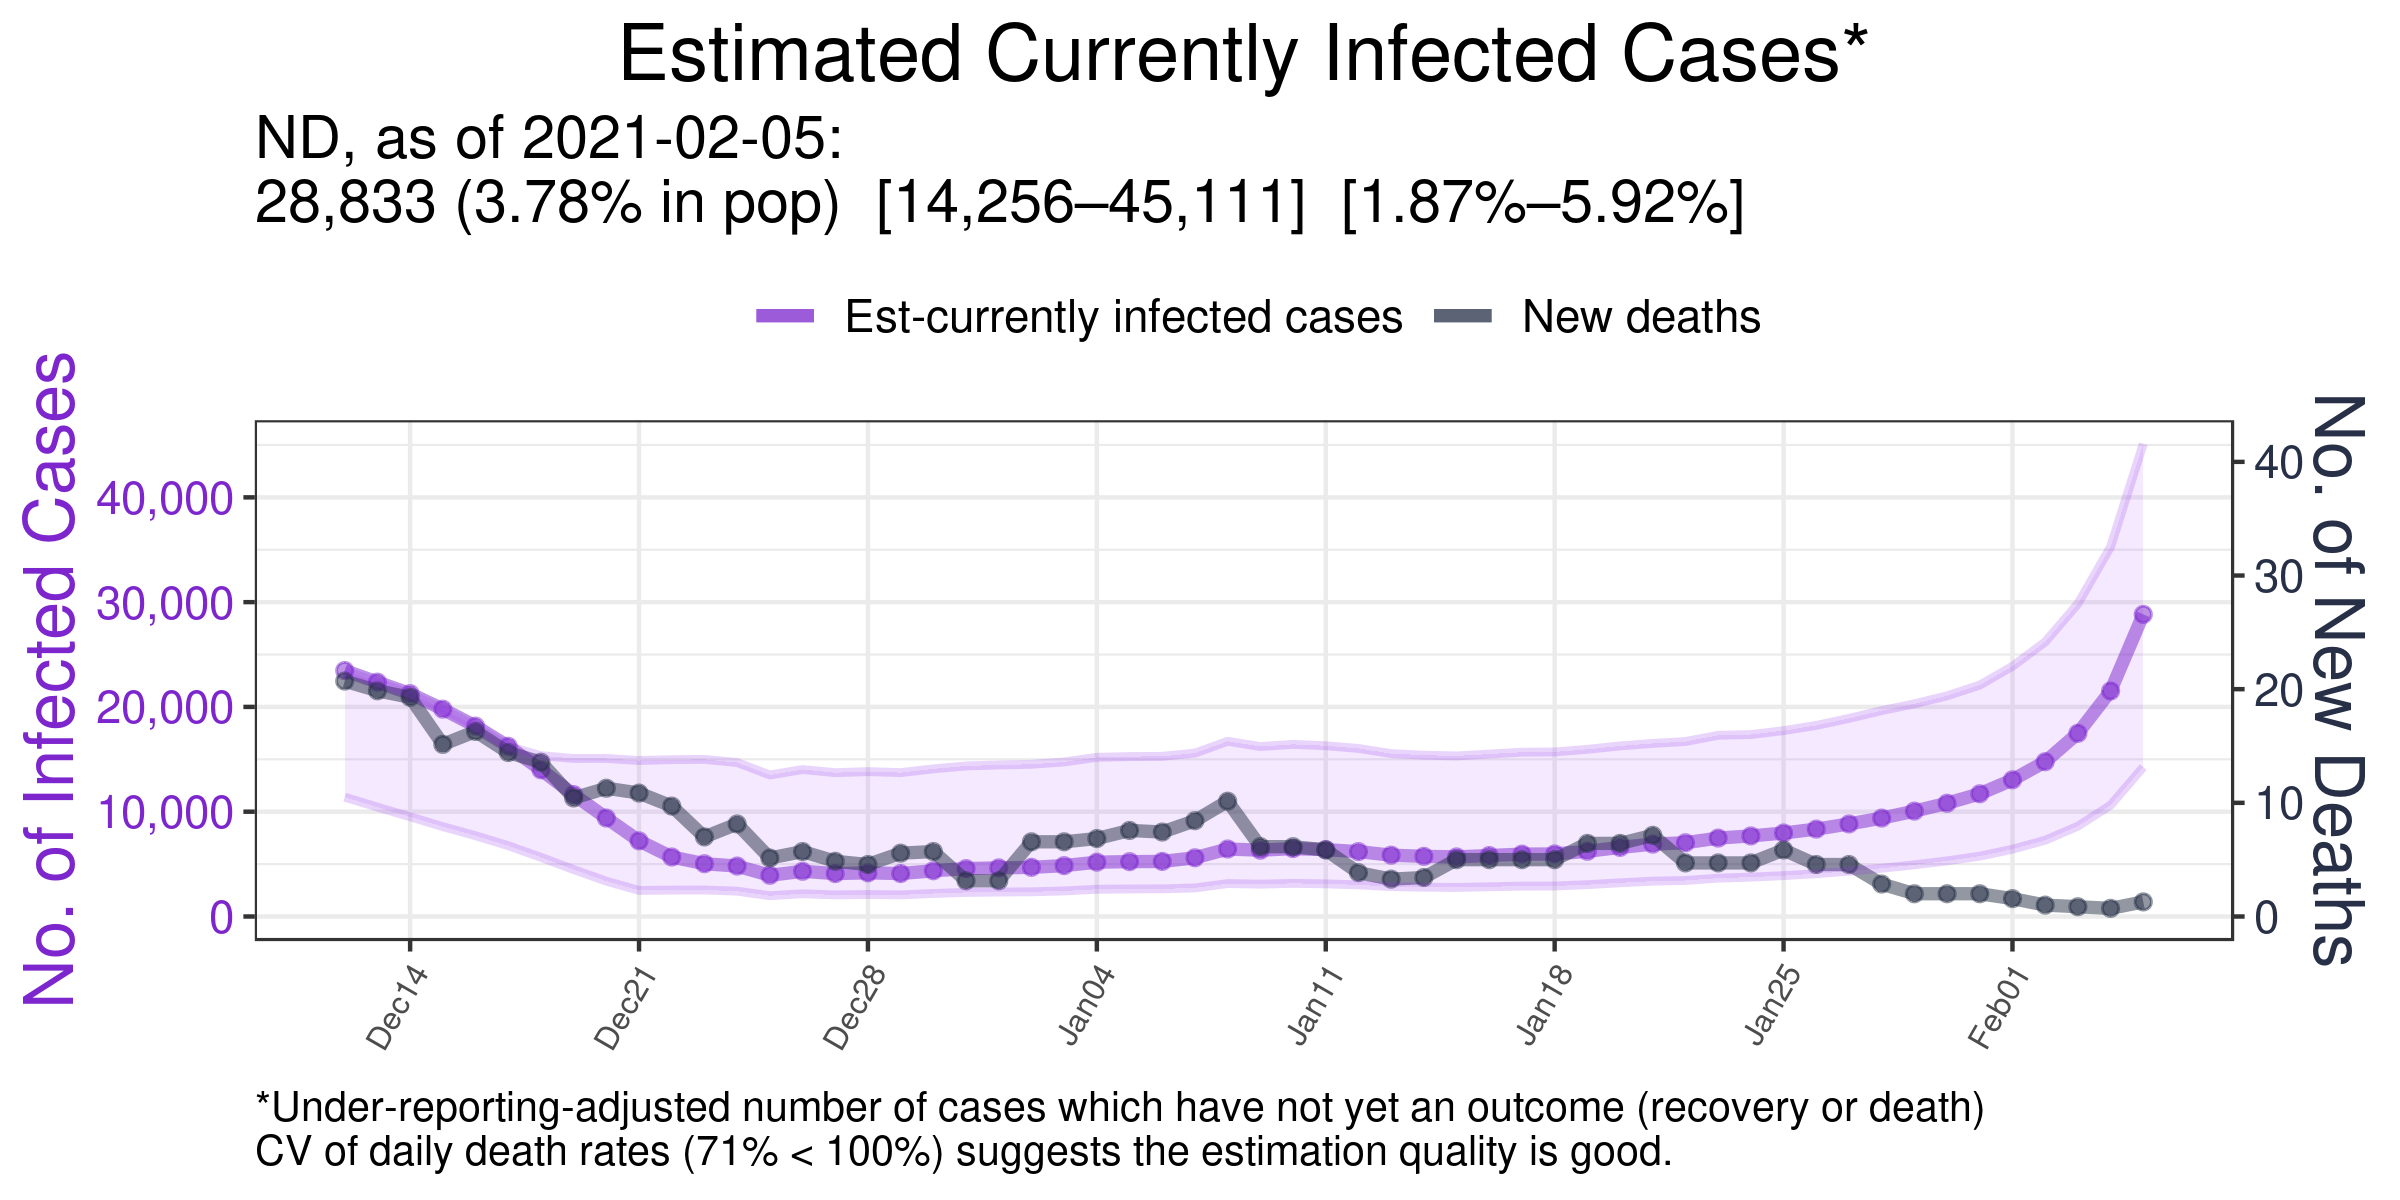 Estimated Currently Infected Cases*
ND, as of 2021-02-05:
28,833 (3.78% in pop)  [14,256–45,111]  [1.87%–5.92%]
Est-currently infected cases
New deaths
No. of Infected Cases
40,000
30,000
20,000
10,000
0
No. of New Deaths
40
30
20
10
0
Dec14
Dec21
Dec28
Jan04
Jan11
Jan18
Jan25
Feb01
*Under-reporting-adjusted number of cases which have not yet an outcome (recovery or death)
CV of daily death rates (71% < 100%) suggests the estimation quality is good.